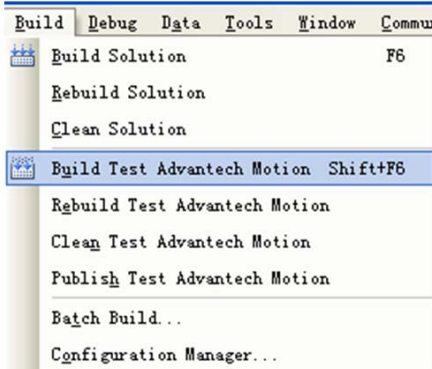 Build Debug Data Tools Window Commu
Build Solution F6
Rebuild Solution
Clean Solution
Build Test Advantech Motion Shift+F6
Rebuild Test Advantech Motion
Clean Test Advantech Motion
Publish Test Advantech Motion
Batch Build...
Configuration Manager...